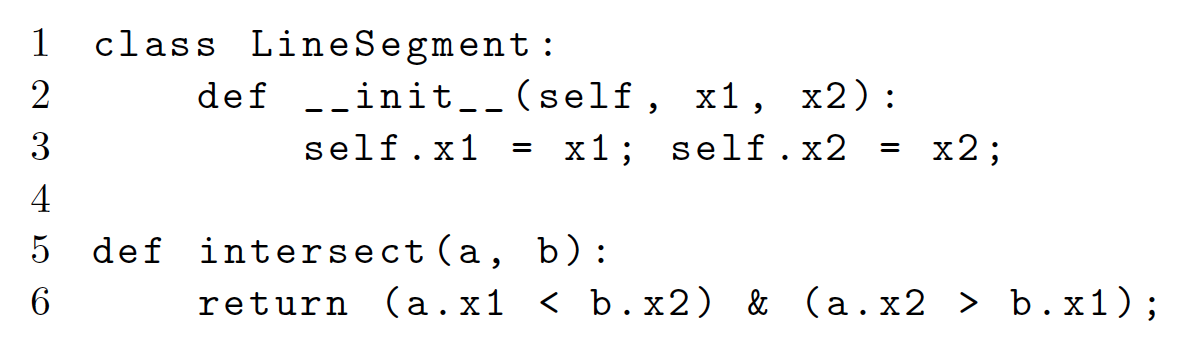 1 class LineSegment:
2     def __init__(self, x1, x2):
3         self.x1 = x1; self.x2 = x2;
4
5 def intersect(a, b):
6     return (a.x1 < b.x2) & (a.x2 > b.x1);